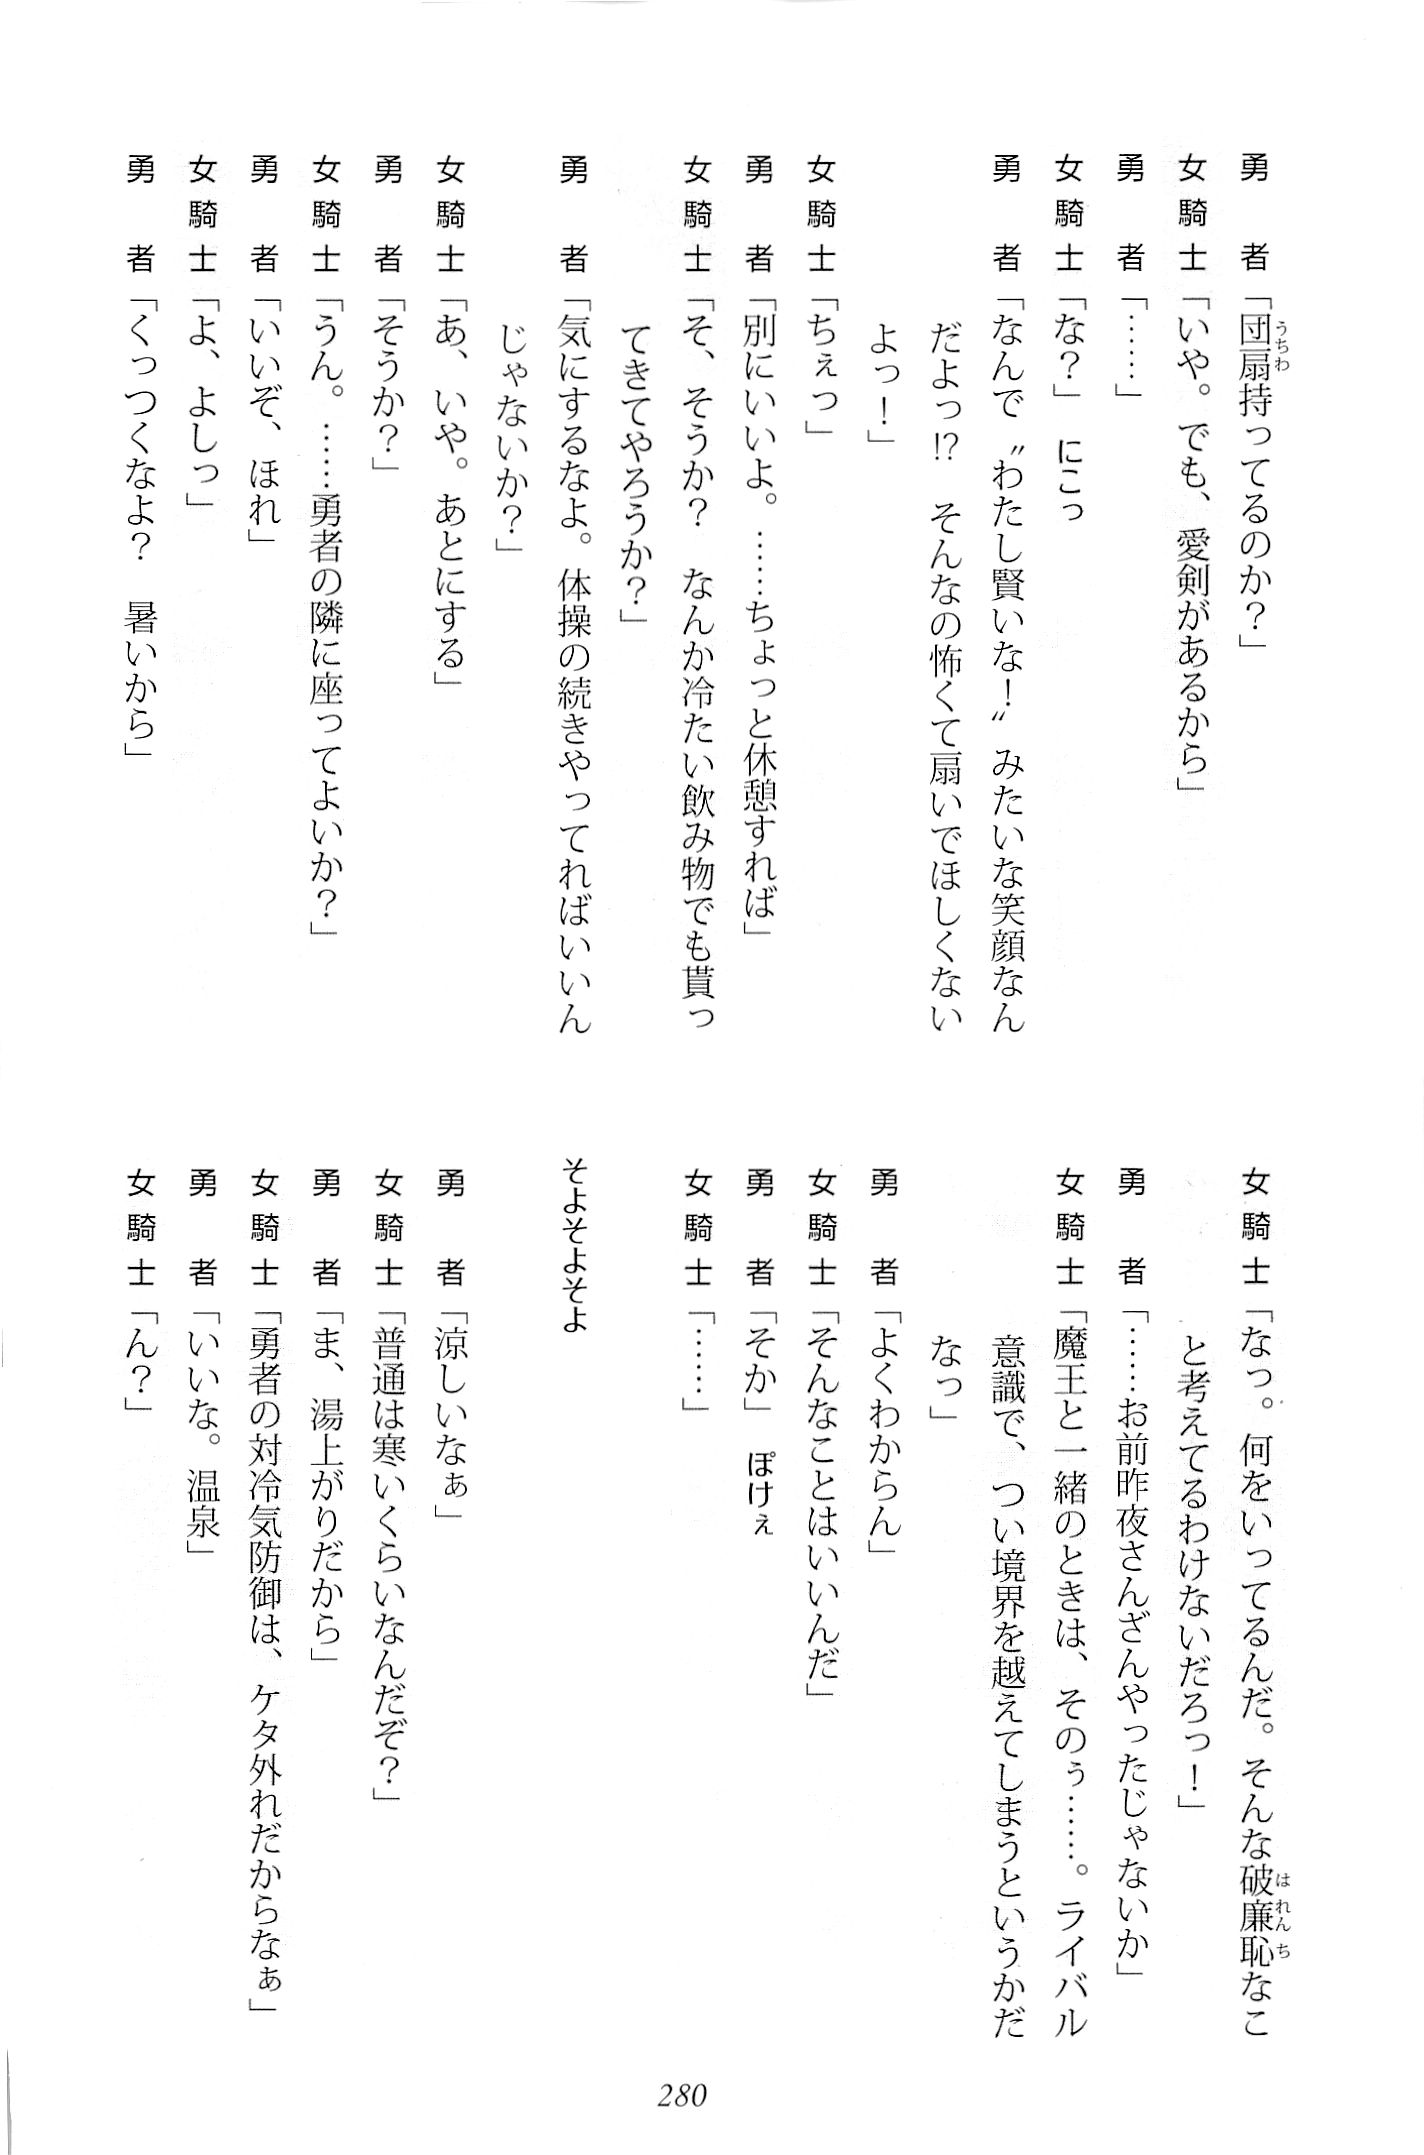 勇者「団扇持ってるのか？」
女騎士「いや。でも、愛剣があるから」
勇者「……」
女騎士「な？」 にこっ
勇者「なんで〝わたし賢いな！〟みたいな笑顔なん
だよっ⁉ そんなの怖くて扇いでほしくない
よっ！」
女騎士「ちぇっ」
勇者「別にいいよ。……ちょっと休憩すれば」
女騎士「そ、そうか？ なんか冷たい飲み物でも貰っ
てきてやろうか？」
勇者「気にするなよ。体操の続きやってればいいん
じゃないか？」
女騎士「あ、いや。あとにする」
勇者「そうか？」
女騎士「うん。……勇者の隣に座ってよいか？」
勇者「いいぞ、ほれ」
女騎士「よ、よしっ」
勇者「くっつくなよ？ 暑いから」
女騎士「なっ。何をいってるんだ。そんな破廉恥なこ
と考えてるわけないだろっ！」
勇者「……お前昨夜さんざんやったじゃないか」
女騎士「魔王と一緒のときは、そのぅ……。ライバル
意識で、つい境界を越えてしまうというかだ
なっ」
勇者「よくわからん」
女騎士「そんなことはいいんだ」
勇者「そか」 ぽけぇ
女騎士「……」
そよそよそよ
勇者「涼しいなぁ」
女騎士「普通は寒いくらいなんだぞ？」
勇者「ま、湯上がりだから」
女騎士「勇者の対冷気防御は、ケタ外れだからなぁ」
勇者「いいな。温泉」
女騎士「ん？」
280